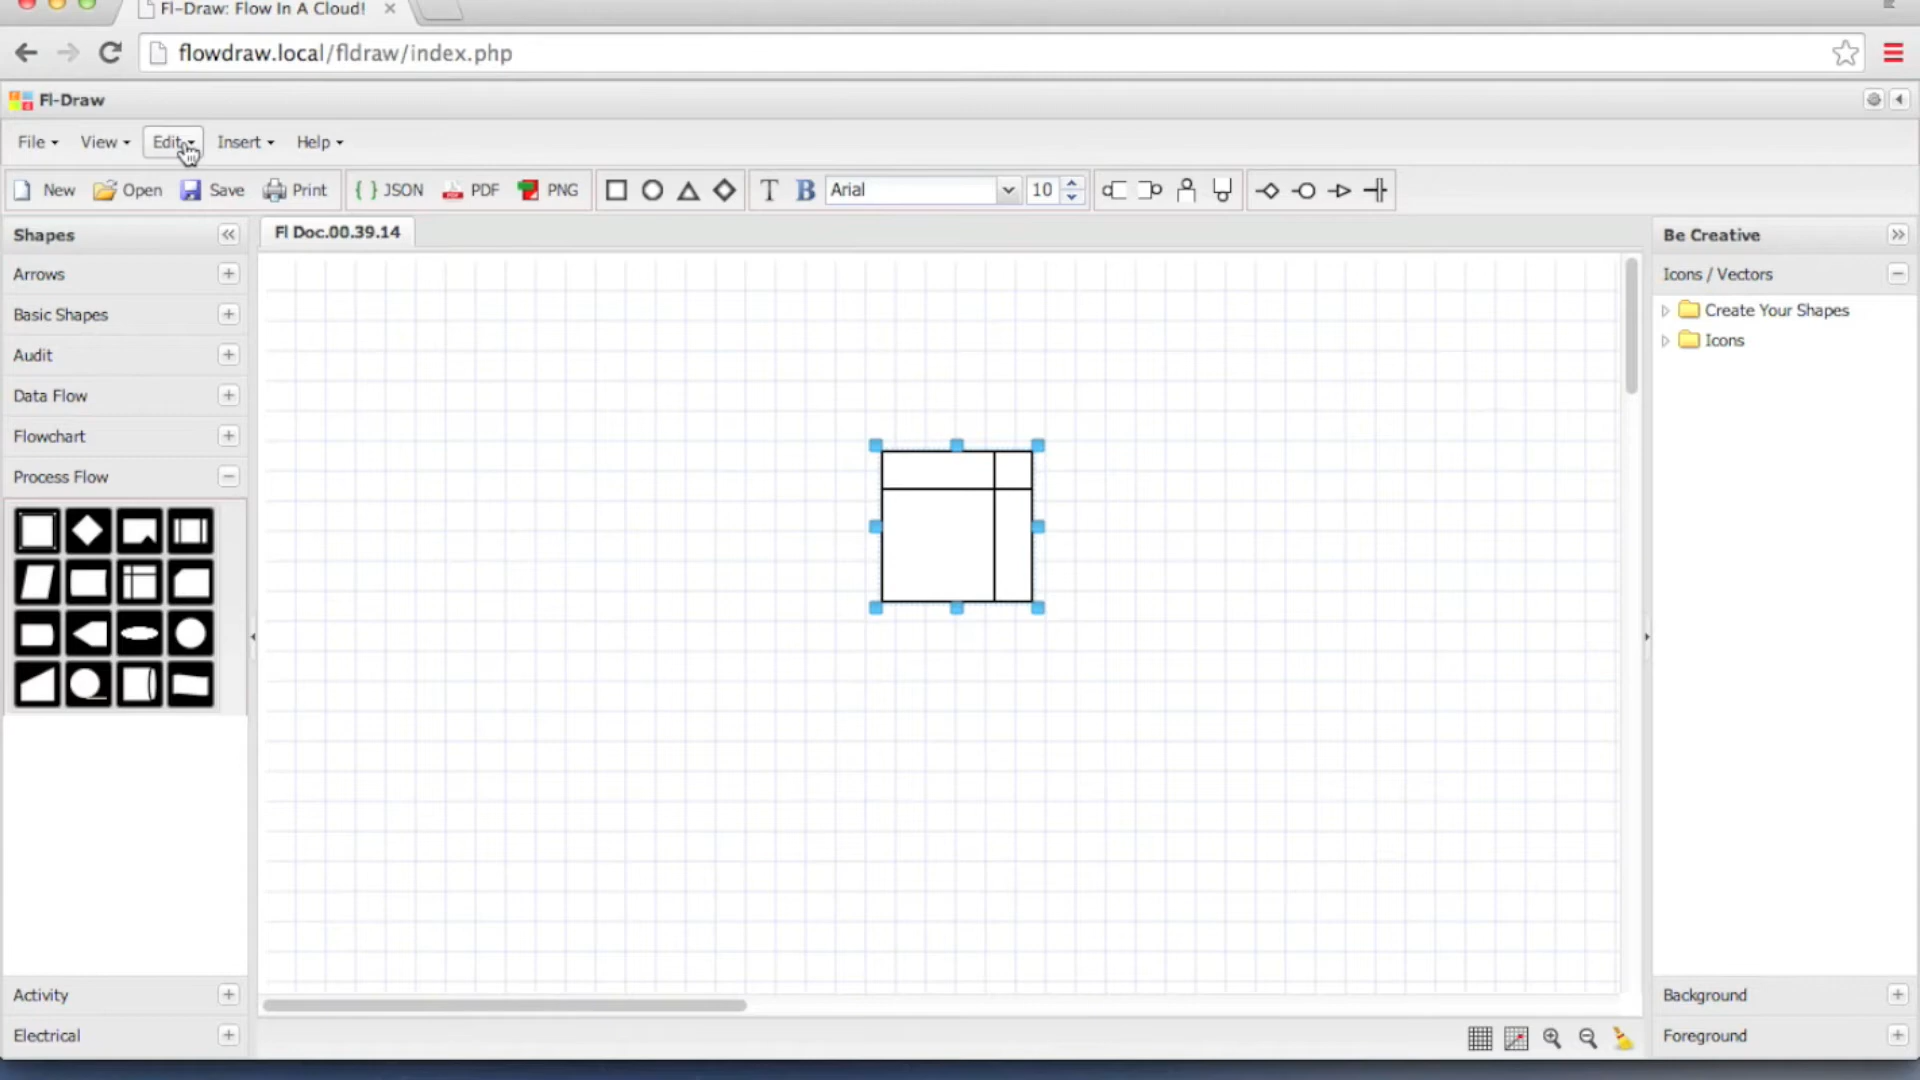 Fl-Draw: Flow In A Cloud!
flowdraw.local/fldraw/index.php
Fl-Draw
File View Edit Insert Help
New Open Save Print { } JSON PDF PNG T B Arial 10
Shapes
Fl Doc.00.39.14
Be Creative
Arrows
Icons / Vectors
Basic Shapes
Create Your Shapes
Icons
Audit
Data Flow
Flowchart
Process Flow
Activity
Background
Electrical
Foreground